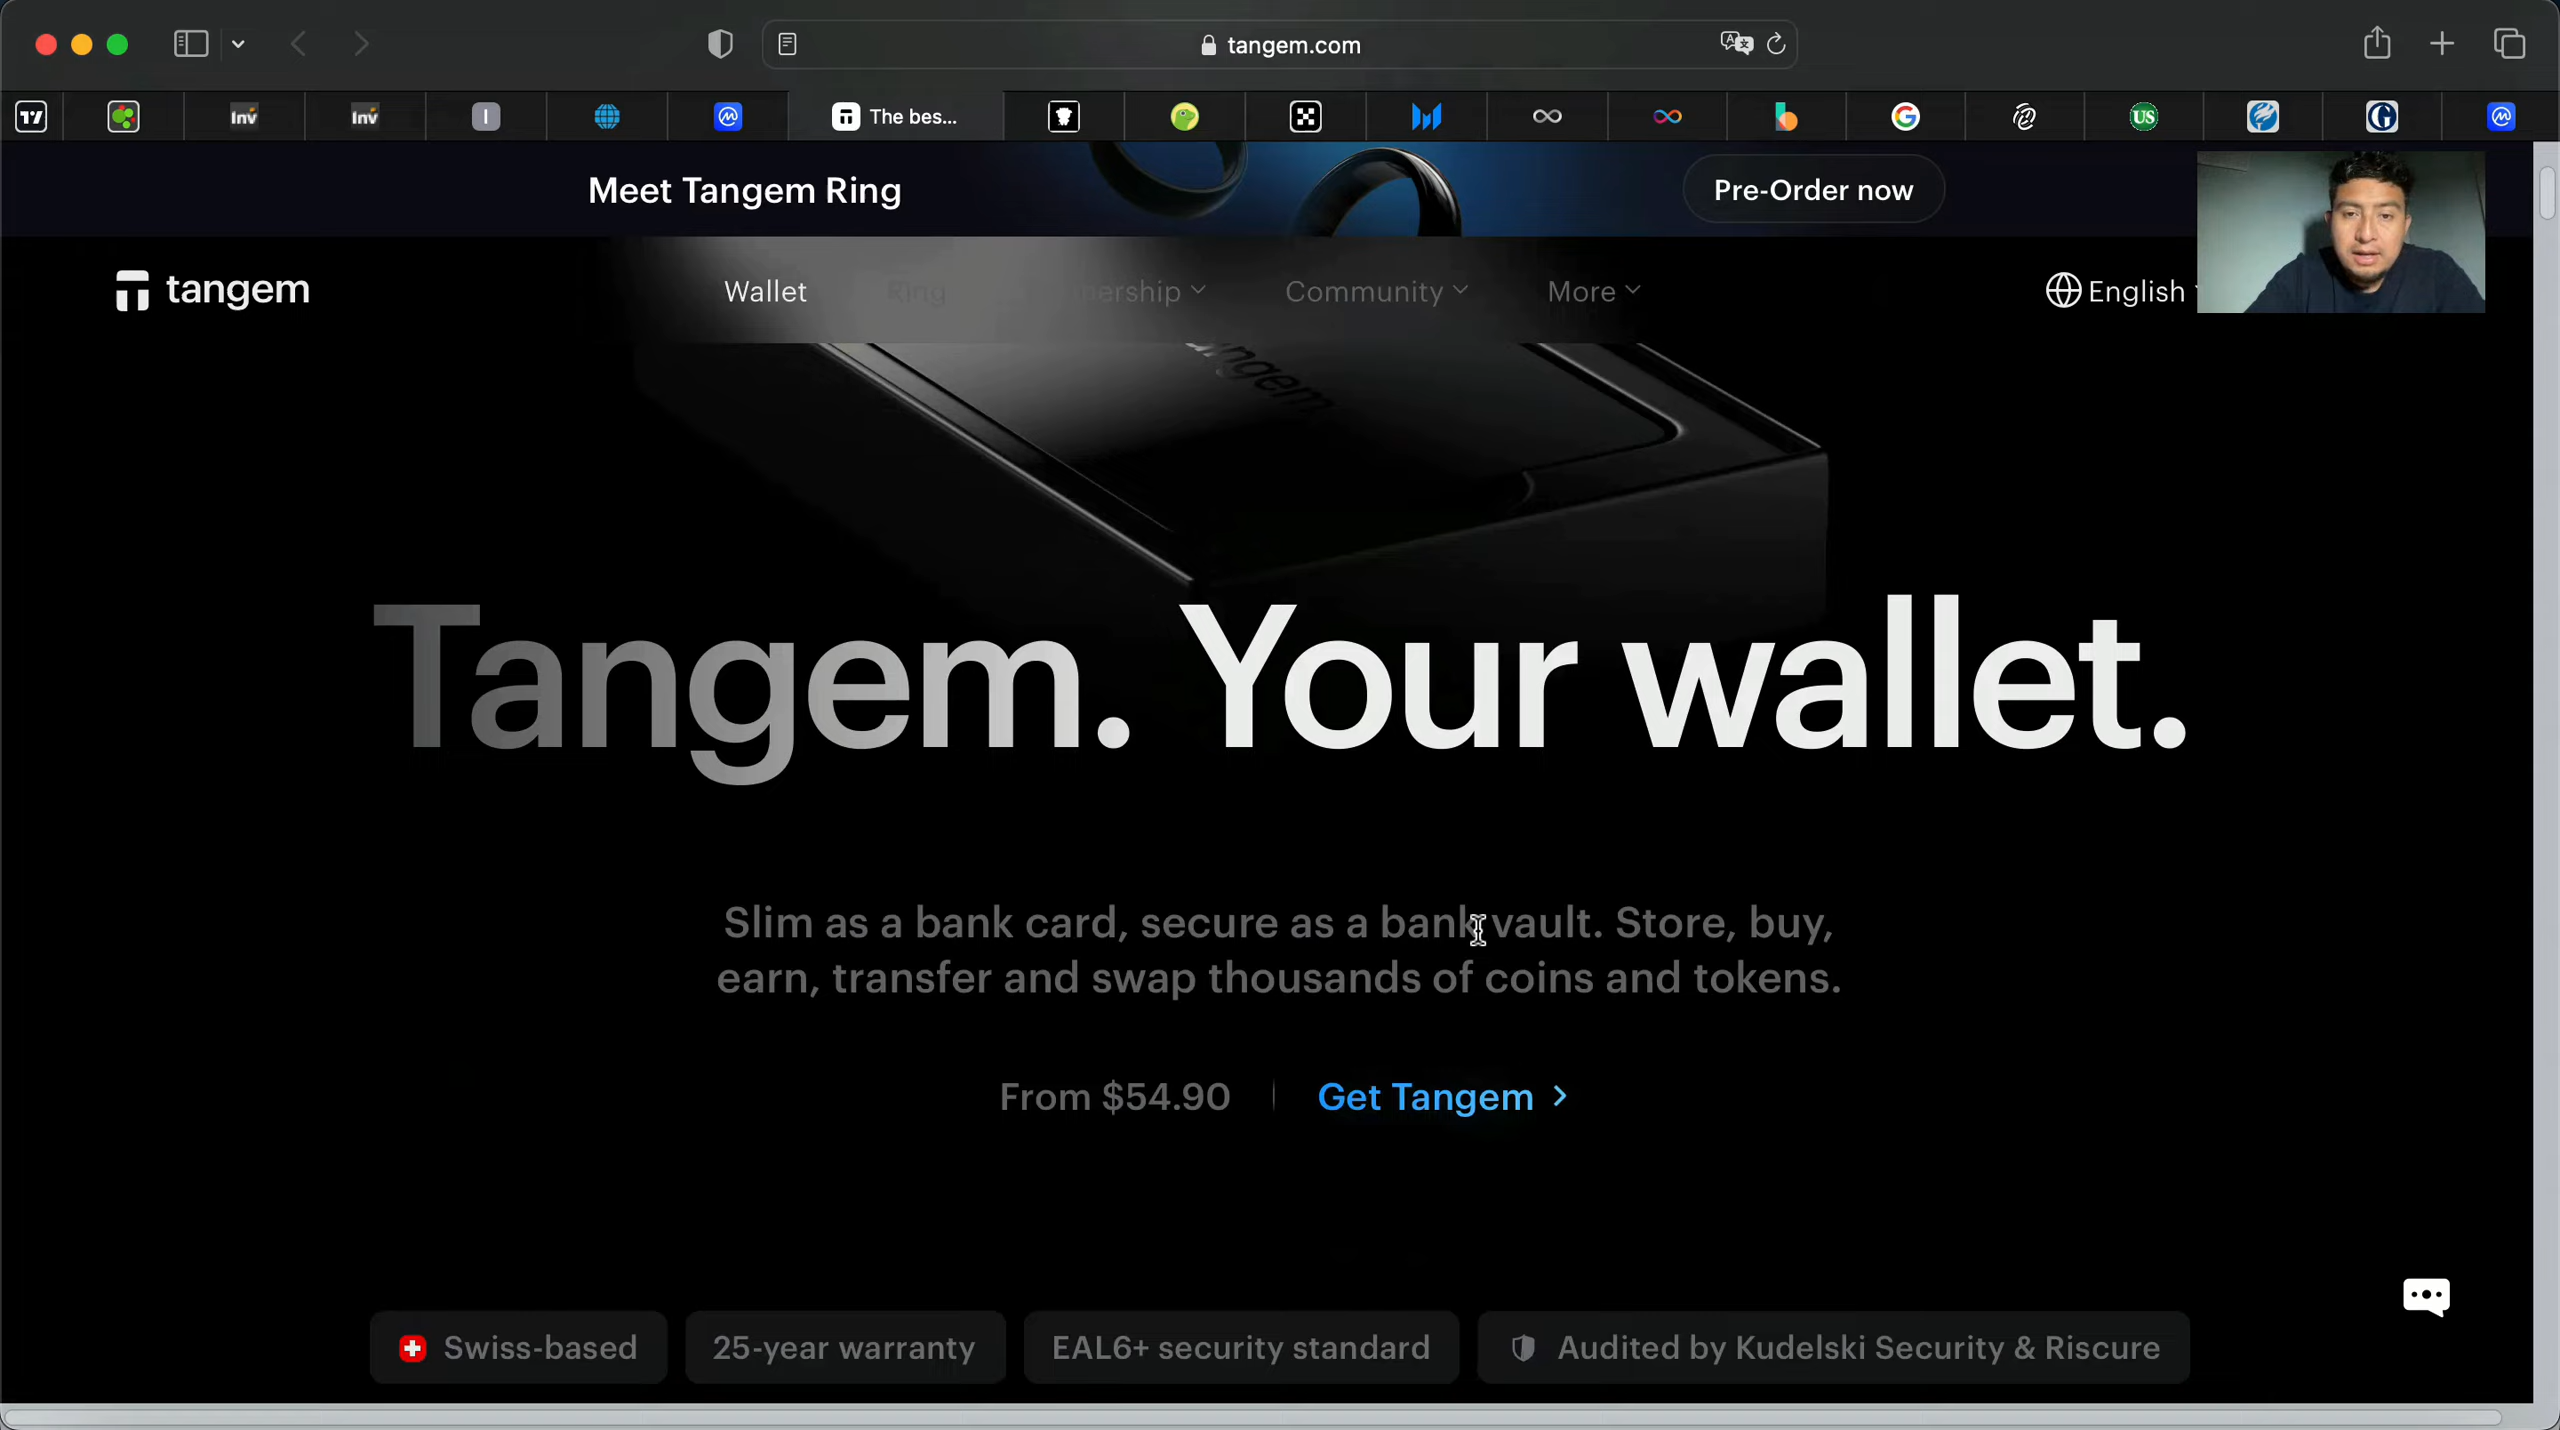 tangem.com
The bes...
Meet Tangem Ring
Pre-Order now
tangem
Wallet
Ring
Community
More
English
Tangem. Your wallet.
Slim as a bank card, secure as a bank vault. Store, buy,
earn, transfer and swap thousands of coins and tokens.
From $54.90
Get Tangem
Swiss-based
25-year warranty
EAL6+ security standard
Audited by Kudelski Security & Riscure